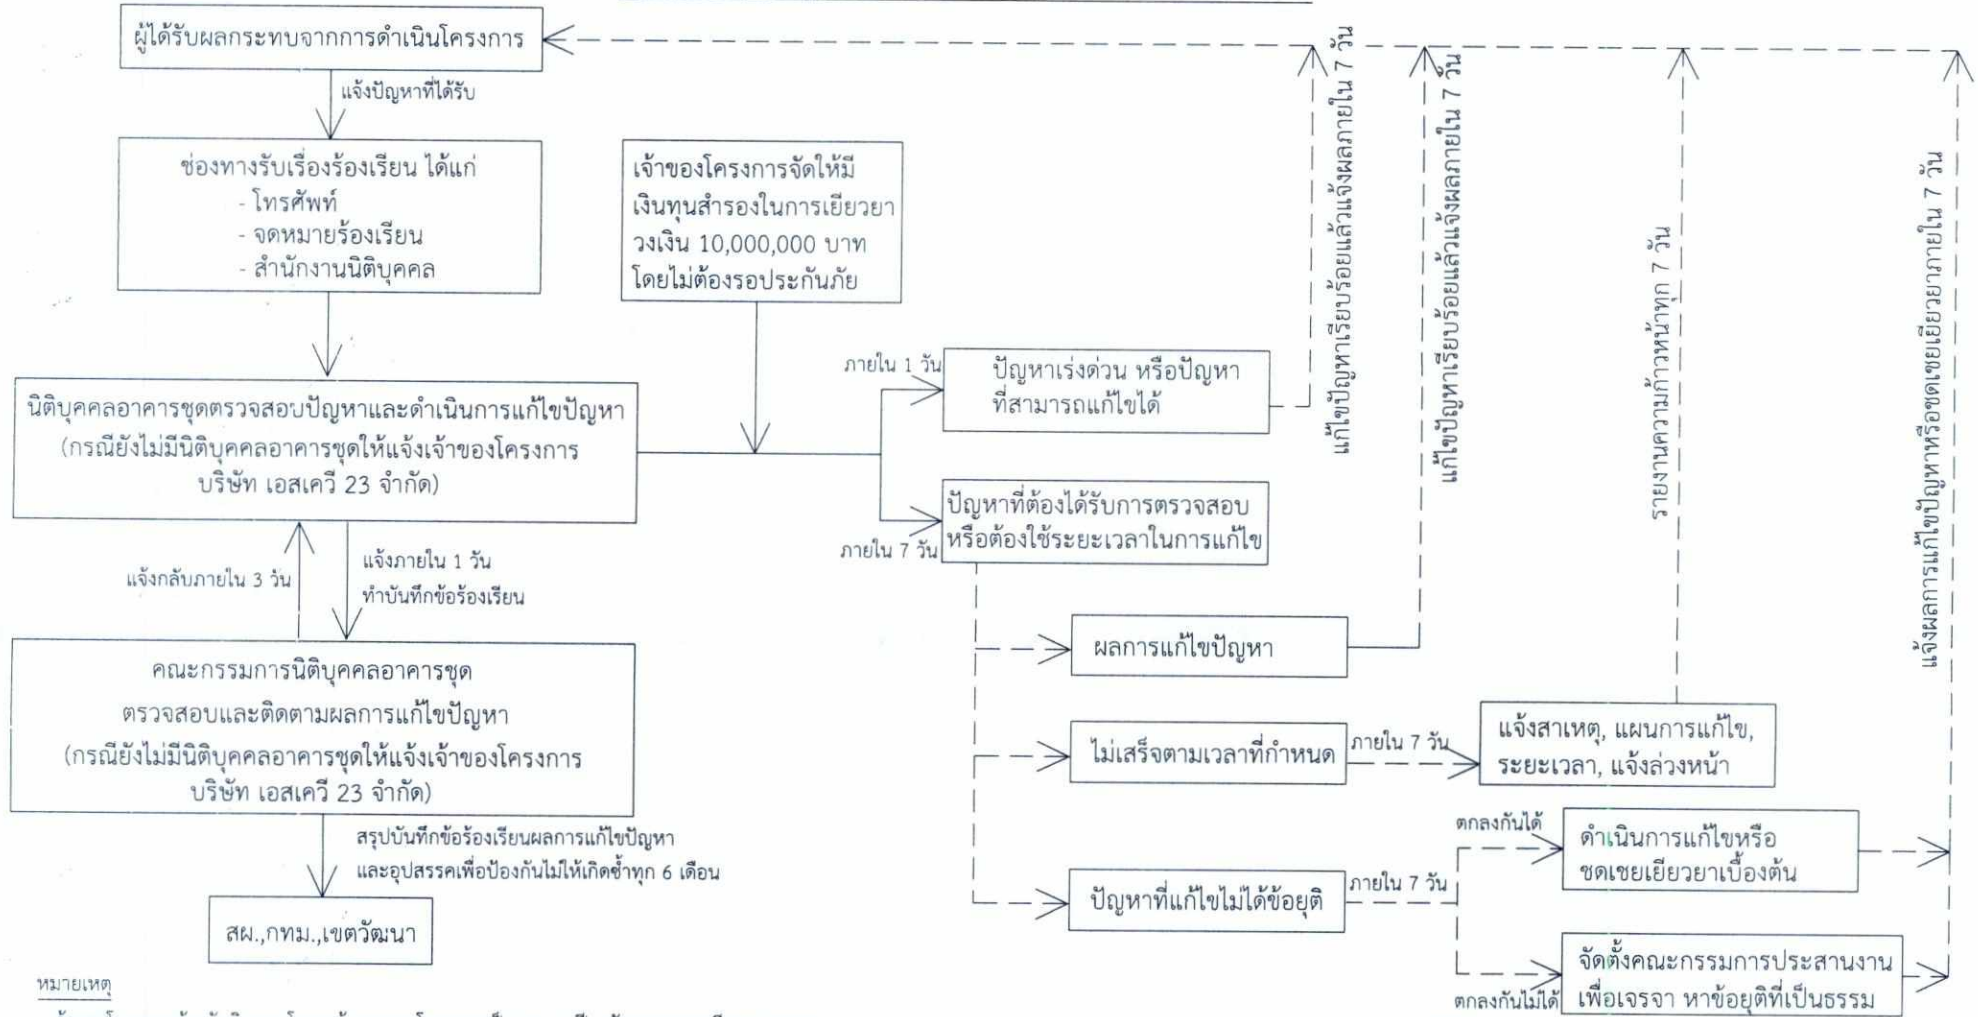 ผู้ได้รับผลกระทบจากการดำเนินโครงการ
แจ้งปัญหาที่ได้รับ
ช่องทางรับเรื่องร้องเรียน ได้แก่
- โทรศัพท์
- จดหมายร้องเรียน
- สำนักงานนิติบุคคล
เจ้าของโครงการจัดให้มี
เงินทุนสำรองในการเยียวยา
วงเงิน 10,000,000 บาท
โดยไม่ต้องรอประกันภัย
นิติบุคคลอาคารชุดตรวจสอบปัญหาและดำเนินการแก้ไขปัญหา
(กรณียังไม่มีนิติบุคคลอาคารชุดให้แจ้งเจ้าของโครงการ
บริษัท เอสเควี 23 จำกัด)
ภายใน 1 วัน
ปัญหาเร่งด่วน หรือปัญหา
ที่สามารถแก้ไขได้
ภายใน 7 วัน
ปัญหาที่ต้องได้รับการตรวจสอบ
หรือต้องใช้ระยะเวลาในการแก้ไข
แก้ไขปัญหาเรียบร้อยแล้วแจ้งผลภายใน 7 วัน
แก้ไขปัญหาเรียบร้อยแล้วแจ้งผลภายใน 7 วัน
รายงานความก้าวหน้าทุก 7 วัน
แจ้งผลการแก้ไขปัญหาหรือชดเชยเยียวยาภายใน 7 วัน
แจ้งกลับภายใน 3 วัน
แจ้งภายใน 1 วัน
ทำบันทึกข้อร้องเรียน
คณะกรรมการนิติบุคคลอาคารชุด
ตรวจสอบและติดตามผลการแก้ไขปัญหา
(กรณียังไม่มีนิติบุคคลอาคารชุดให้แจ้งเจ้าของโครงการ
บริษัท เอสเควี 23 จำกัด)
ผลการแก้ไขปัญหา
ไม่เสร็จตามเวลาที่กำหนด
ภายใน 7 วัน
แจ้งสาเหตุ, แผนการแก้ไข,
ระยะเวลา, แจ้งล่วงหน้า
ปัญหาที่แก้ไขไม่ได้ข้อยุติ
ภายใน 7 วัน
ตกลงกันได้
ดำเนินการแก้ไขหรือ
ชดเชยเยียวยาเบื้องต้น
ตกลงกันไม่ได้
จัดตั้งคณะกรรมการประสานงาน
เพื่อเจรจา หาข้อยุติที่เป็นธรรม
สรุปบันทึกข้อร้องเรียนผลการแก้ไขปัญหา
และอุปสรรคเพื่อป้องกันไม่ให้เกิดซ้ำทุก 6 เดือน
สผ.,กทม.,เขตวัฒนา
หมายเหตุ